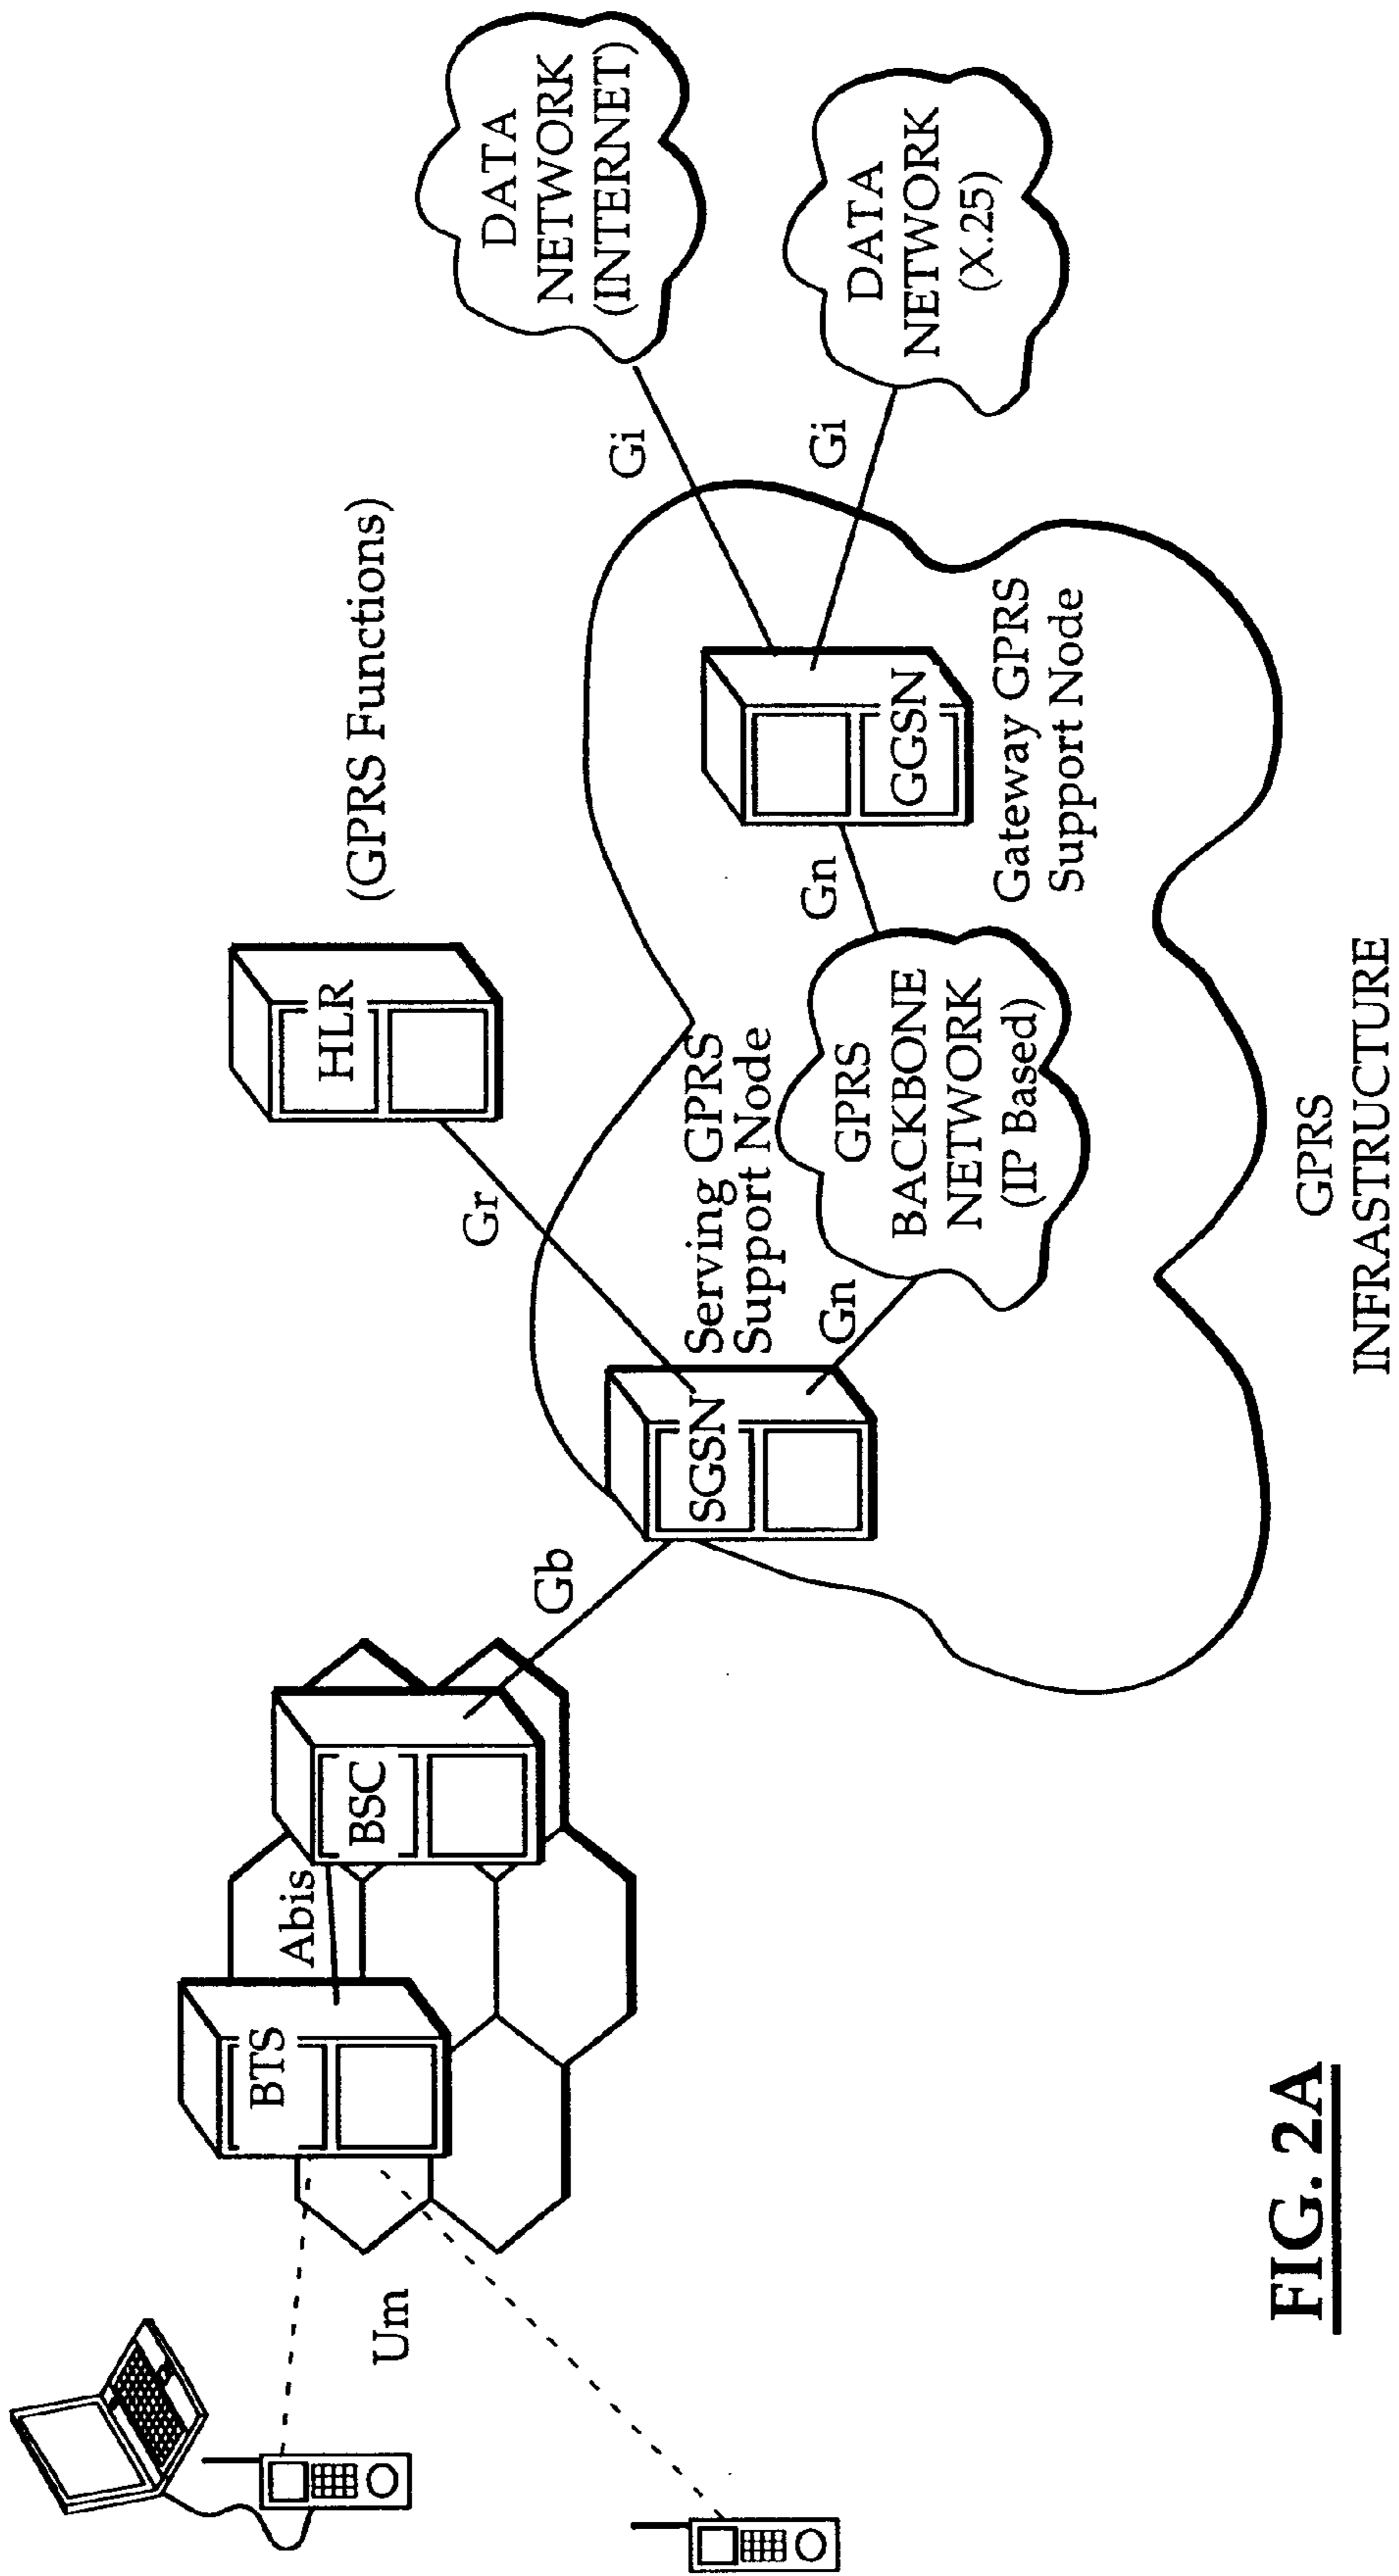 DATA
NETWORK
(INTERNET)
DATA
NETWORK
(X.25)
Gi
Gi
(GPRS Functions)
HLR
GGSN
Gateway GPRS
Support Node
Gn
Gr
Serving GPRS
Support Node
GPRS
BACKBONE
NETWORK
(IP Based)
Gn
SGSN
Gb
BSC
Abis
BTS
Um
GPRS
INFRASTRUCTURE
FIG. 2A